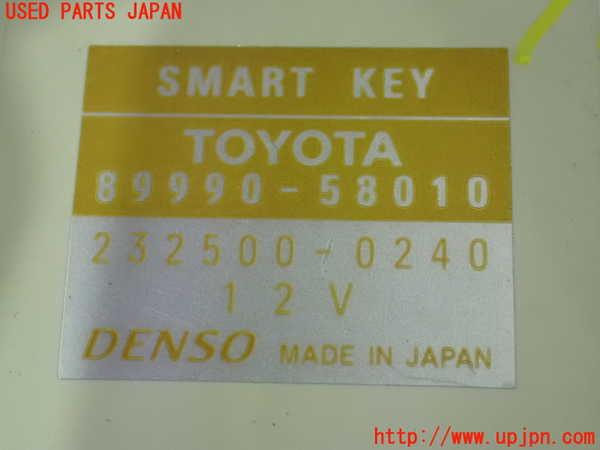 USED PARTS JAPAN
SMART KEY
TOYOTA
89990-58010
232500-0240
12V
DENSO MADE IN JAPAN
http://www.upjpn.com